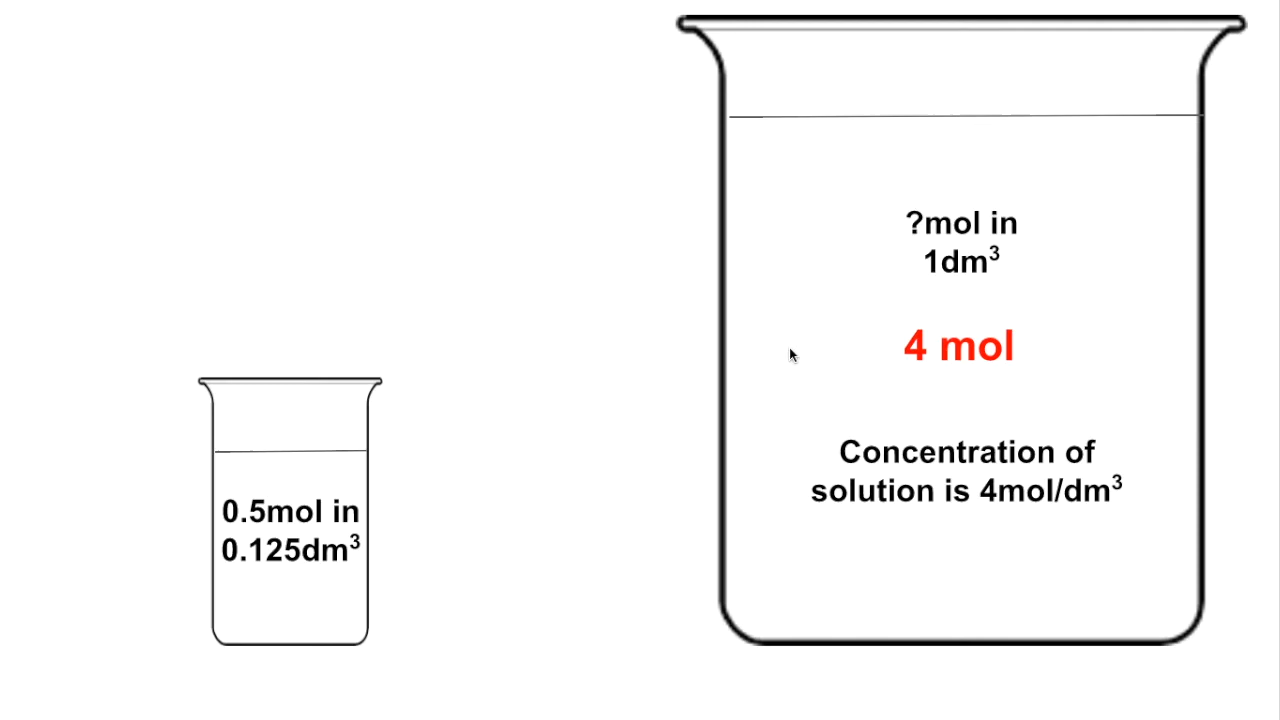 0.5mol in
0.125dm³
?mol in
1dm³
4 mol
Concentration of
solution is 4mol/dm³